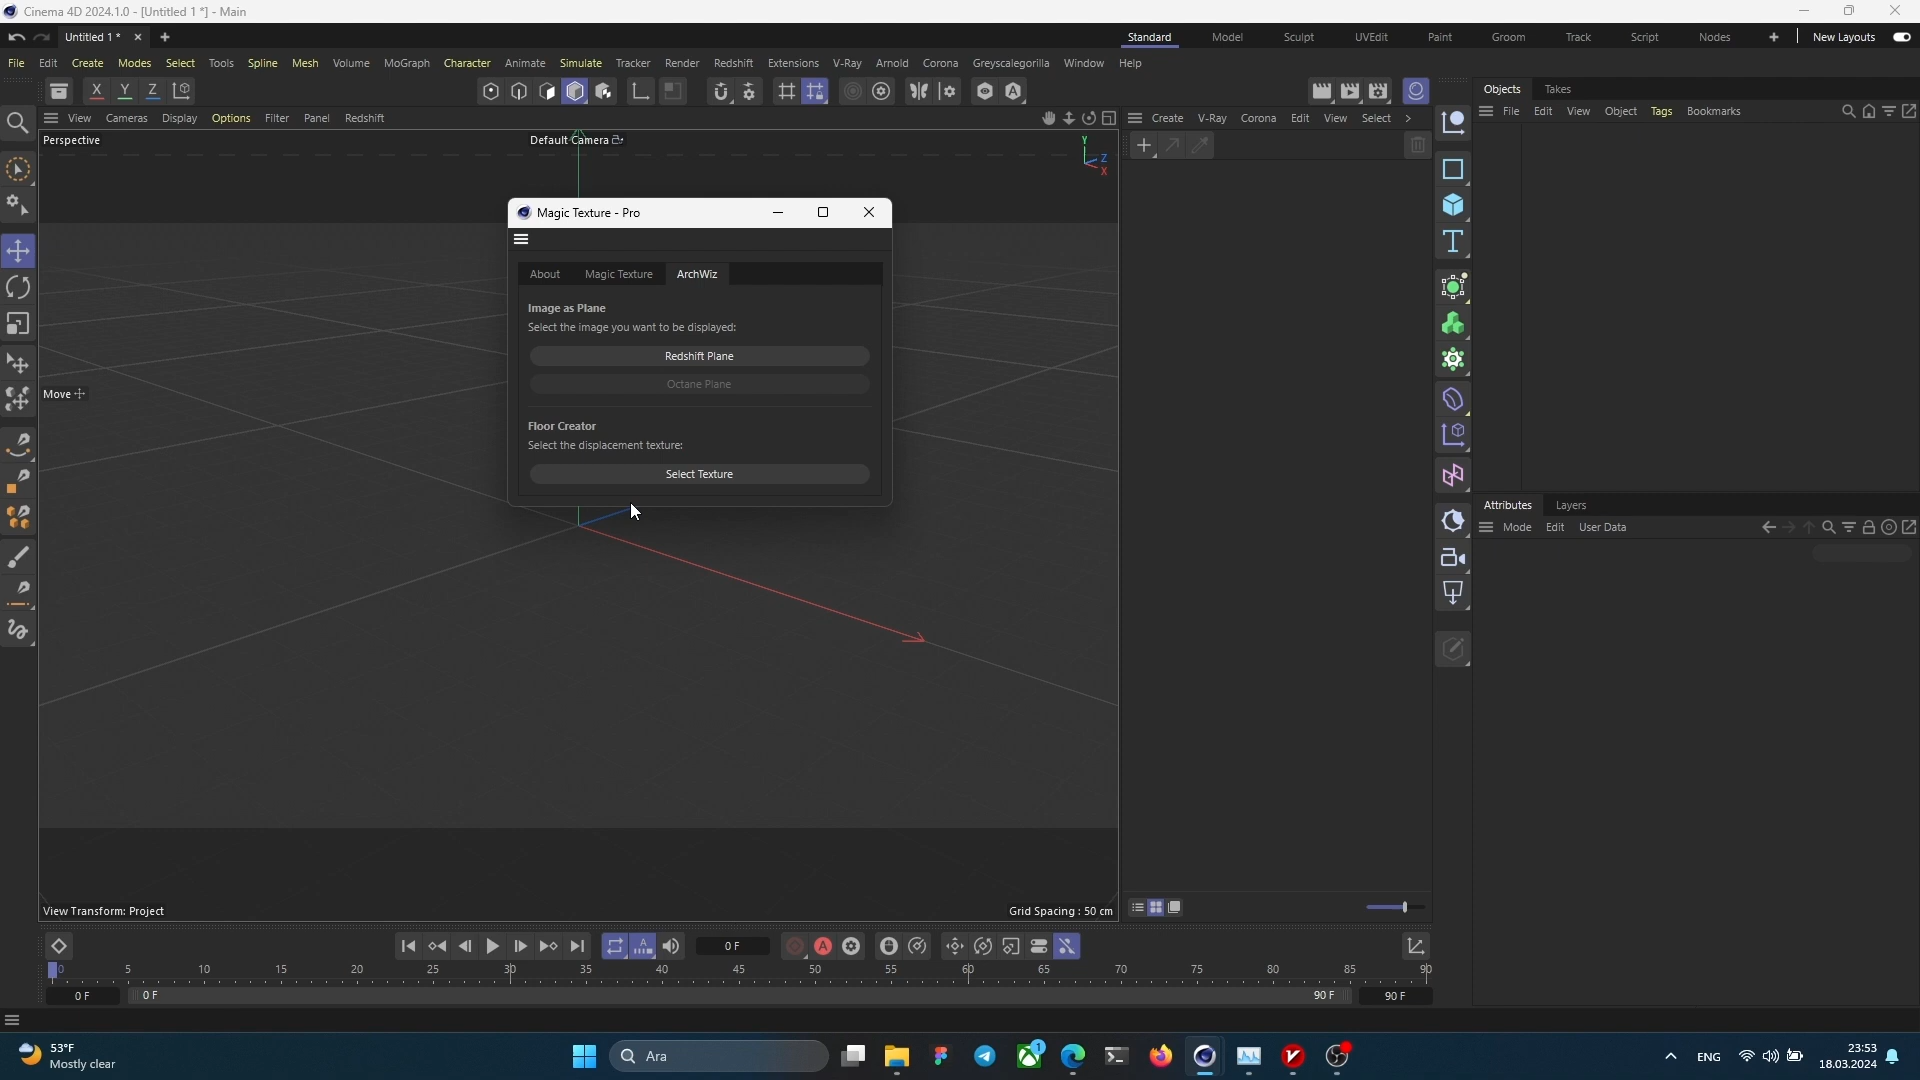 Cinema 4D 2024.1.0 - [Untitled 1 *] - Main
Untitled 1 * Standard Model Sculpt UVEdit Paint Groom Track Script Nodes New Layouts
File Edit Create Modes Select Tools Spline Mesh Volume MoGraph Character Animate Simulate Tracker Render Redshift Extensions V-Ray Arnold Corona Greyscalegorilla Window Help
X Y Z
Objects Takes
File Edit View Object Tags Bookmarks
View Cameras Display Options Filter Panel Redshift
Create V-Ray Corona Edit View Select
Perspective
Default Camera
Y
Z
X
Magic Texture - Pro
About Magic Texture ArchWiz
Image as Plane
Select the image you want to be displayed:
Redshift Plane
Octane Plane
Floor Creator
Select the displacement texture:
Select Texture
Move
Attributes Layers
Mode Edit User Data
View Transform: Project
Grid Spacing : 50 cm
0 F
0 5 10 15 20 25 30 35 40 45 50 55 60 65 70 75 80 85 90
0 F 0 F 90 F 90 F
53°F
Mostly clear
Ara
1
ENG
23:53
18.03.2024